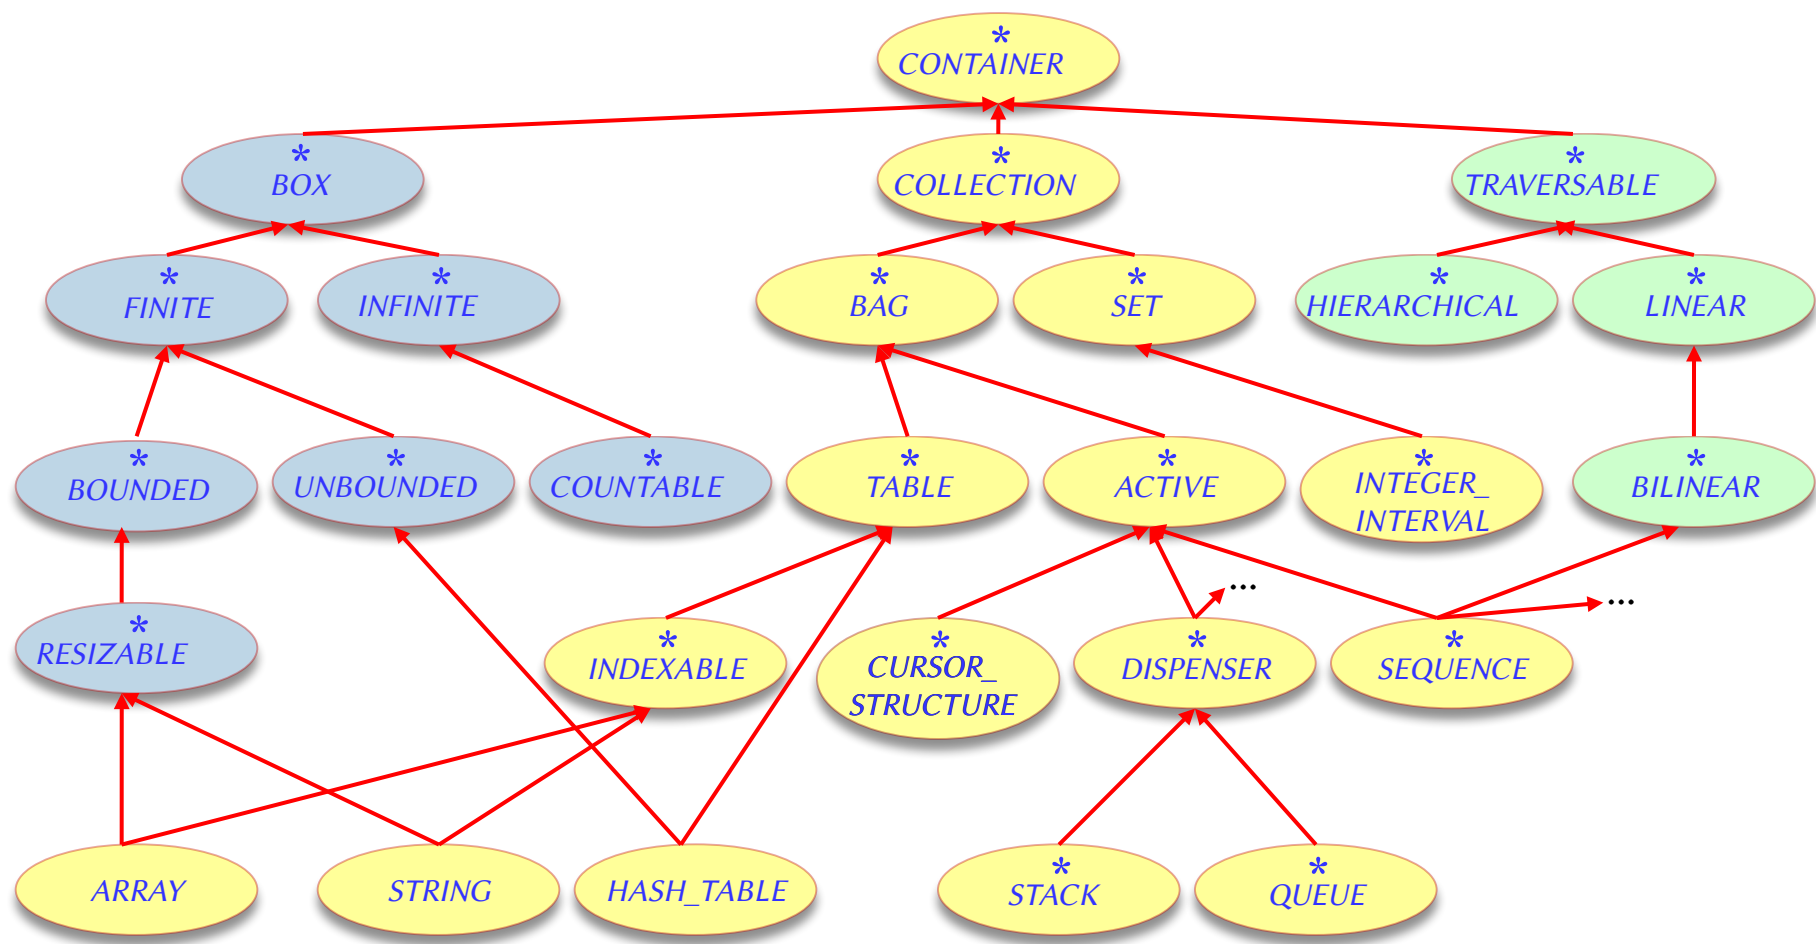 *
CONTAINER
*
BOX
*
COLLECTION
*
TRAVERSABLE
*
FINITE
*
INFINITE
*
BAG
*
SET
*
HIERARCHICAL
*
LINEAR
*
BOUNDED
*
UNBOUNDED
*
COUNTABLE
*
TABLE
*
ACTIVE
*
INTEGER_
INTERVAL
*
BILINEAR
...
...
*
RESIZABLE
*
INDEXABLE
*
CURSOR_
STRUCTURE
*
DISPENSER
*
SEQUENCE
ARRAY
STRING
HASH_TABLE
*
STACK
*
QUEUE